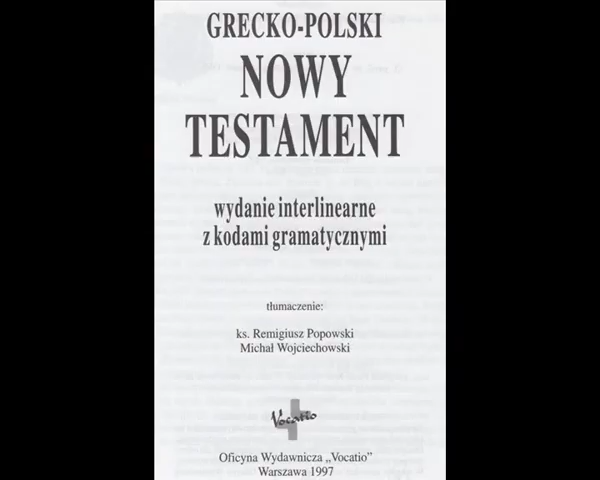 GRECKO-POLSKI
NOWY
TESTAMENT
wydanie interlinearne
z kodami gramatycznymi
tłumaczenie:
ks. Remigiusz Popowski
Michał Wojciechowski
Vocatio
Oficyna Wydawnicza „Vocatio”
Warszawa 1997